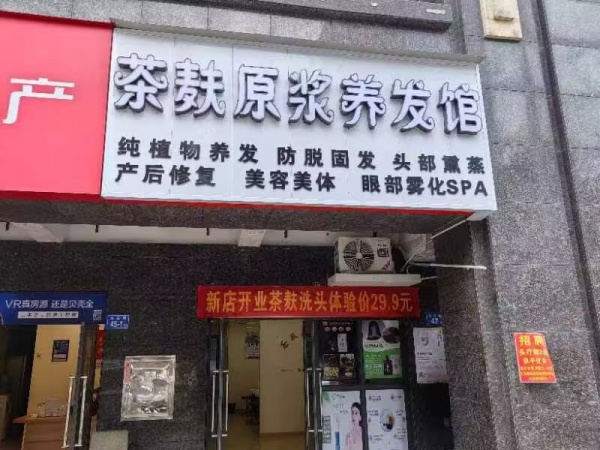 产
茶麸原浆养发馆
纯植物养发 防脱固发 头部熏蒸
产后修复 美容美体 眼部雾化SPA
新店开业茶麸洗头体验价29.9元
VR真房源 还是贝壳全
招聘